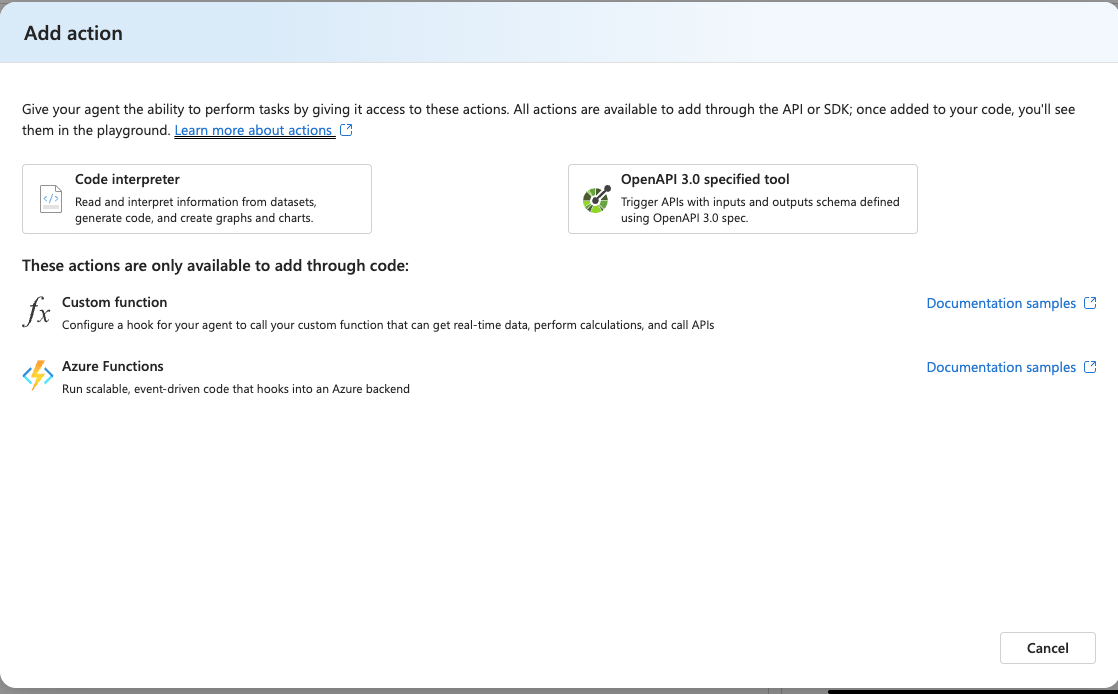 Add action
Give your agent the ability to perform tasks by giving it access to these actions. All actions are available to add through the API or SDK; once added to your code, you'll see
them in the playground. Learn more about actions
Code interpreter
Read and interpret information from datasets,
generate code, and create graphs and charts.
OpenAPI 3.0 specified tool
Trigger APIs with inputs and outputs schema defined
using OpenAPI 3.0 spec.
These actions are only available to add through code:
fx
Custom function
Documentation samples
Configure a hook for your agent to call your custom function that can get real-time data, perform calculations, and call APIs
Azure Functions
Documentation samples
Run scalable, event-driven code that hooks into an Azure backend
Cancel